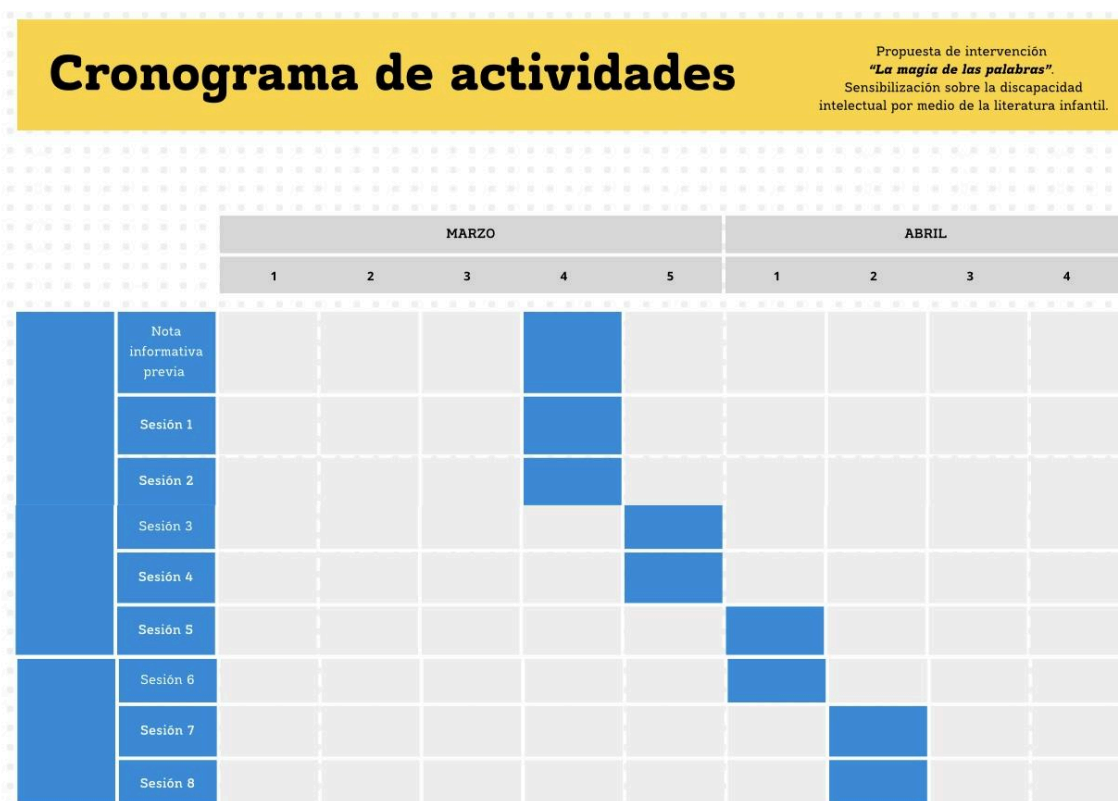 Cronograma de actividades
Propuesta de intervención
“La magia de las palabras”.
Sensibilización sobre la discapacidad
intelectual por medio de la literatura infantil.
MARZO
ABRIL
1 2 3 4 5 1 2 3 4
Nota
informativa
previa
Sesión 1
Sesión 2
Sesión 3
Sesión 4
Sesión 5
Sesión 6
Sesión 7
Sesión 8